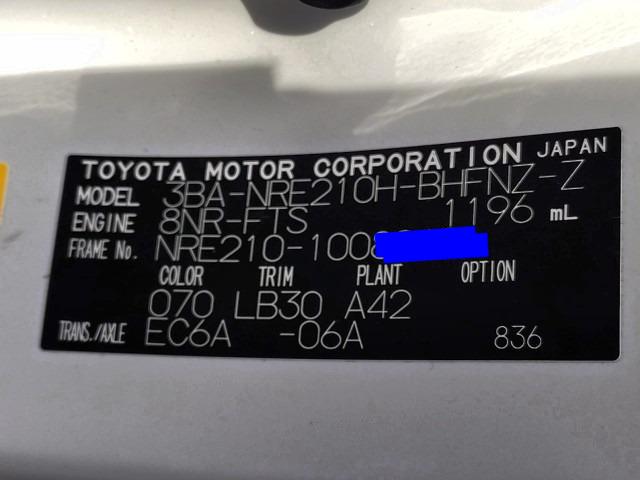 TOYOTA MOTOR CORPORATION JAPAN
MODEL 3BA-NRE210H-BHFNZ-Z
ENGINE 8NR-FTS 1196 mL
FRAME No. NRE210-1008
COLOR TRIM PLANT OPTION
070 LB30 A42
TRANS./AXLE EC6A -06A 836